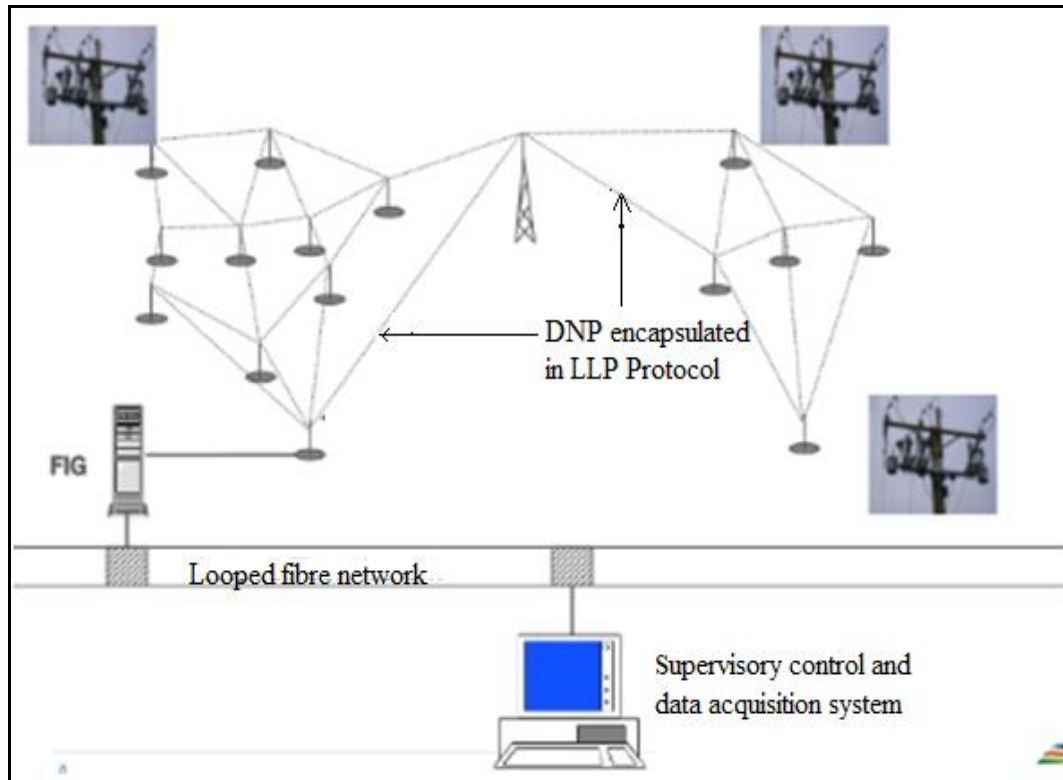 DNP encapsulated
in LLP Protocol
FIG
Looped fibre network
Supervisory control and
data acquisition system